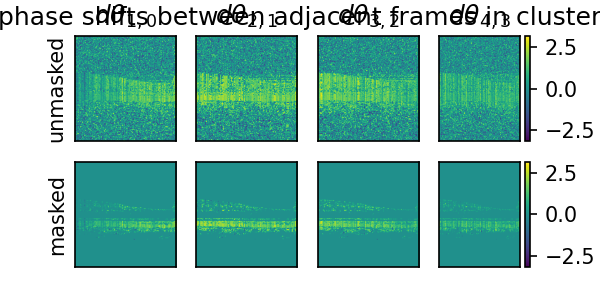 phase shifts between adjacent frames in cluster
dθ1,0 dθ2,1 dθ3,2 dθ4,3
unmasked
2.5
0.0
−2.5
masked
2.5
0.0
−2.5